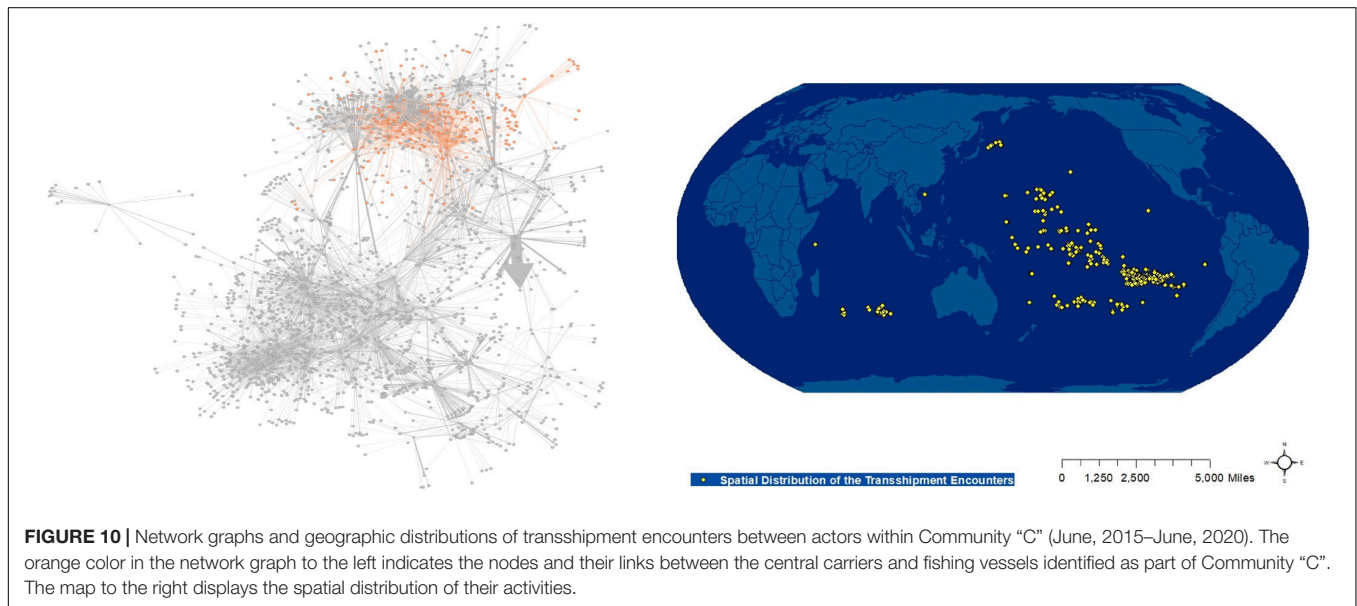 N
W
E
S
Spatial Distribution of the Transshipment Encounters
0 1,250 2,500 5,000 Miles
FIGURE 10 | Network graphs and geographic distributions of transshipment encounters between actors within Community “C” (June, 2015–June, 2020). The
orange color in the network graph to the left indicates the nodes and their links between the central carriers and fishing vessels identified as part of Community “C”.
The map to the right displays the spatial distribution of their activities.